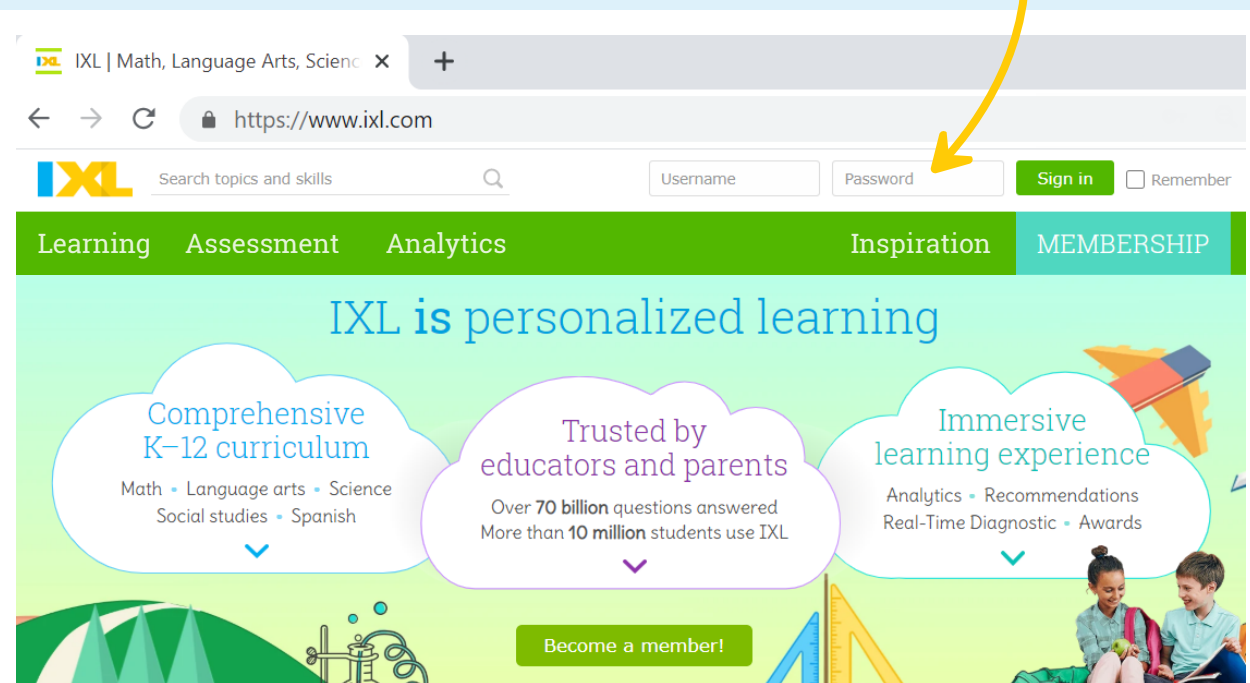 IXL IXL | Math, Language Arts, Scienc
https://www.ixl.com
IXL Search topics and skills Username Password Sign in Remember
Learning Assessment Analytics Inspiration MEMBERSHIP
IXL is personalized learning
Comprehensive
K–12 curriculum
Math • Language arts • Science
Social studies • Spanish
Trusted by
educators and parents
Over 70 billion questions answered
More than 10 million students use IXL
Immersive
learning experience
Analytics • Recommendations
Real-Time Diagnostic • Awards
Become a member!